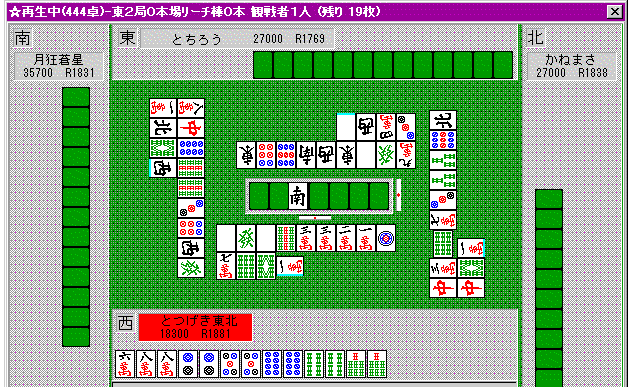 ☆再生中(444卓)-東2局0本場リーチ棒0本 観戦者1人 (残り 19枚)
南
月狂蒼星
35700 R1831
東
とちろう 27000 R1769
北
かねまさ
27000 R1838
西
とつげき東北
18300 R1881